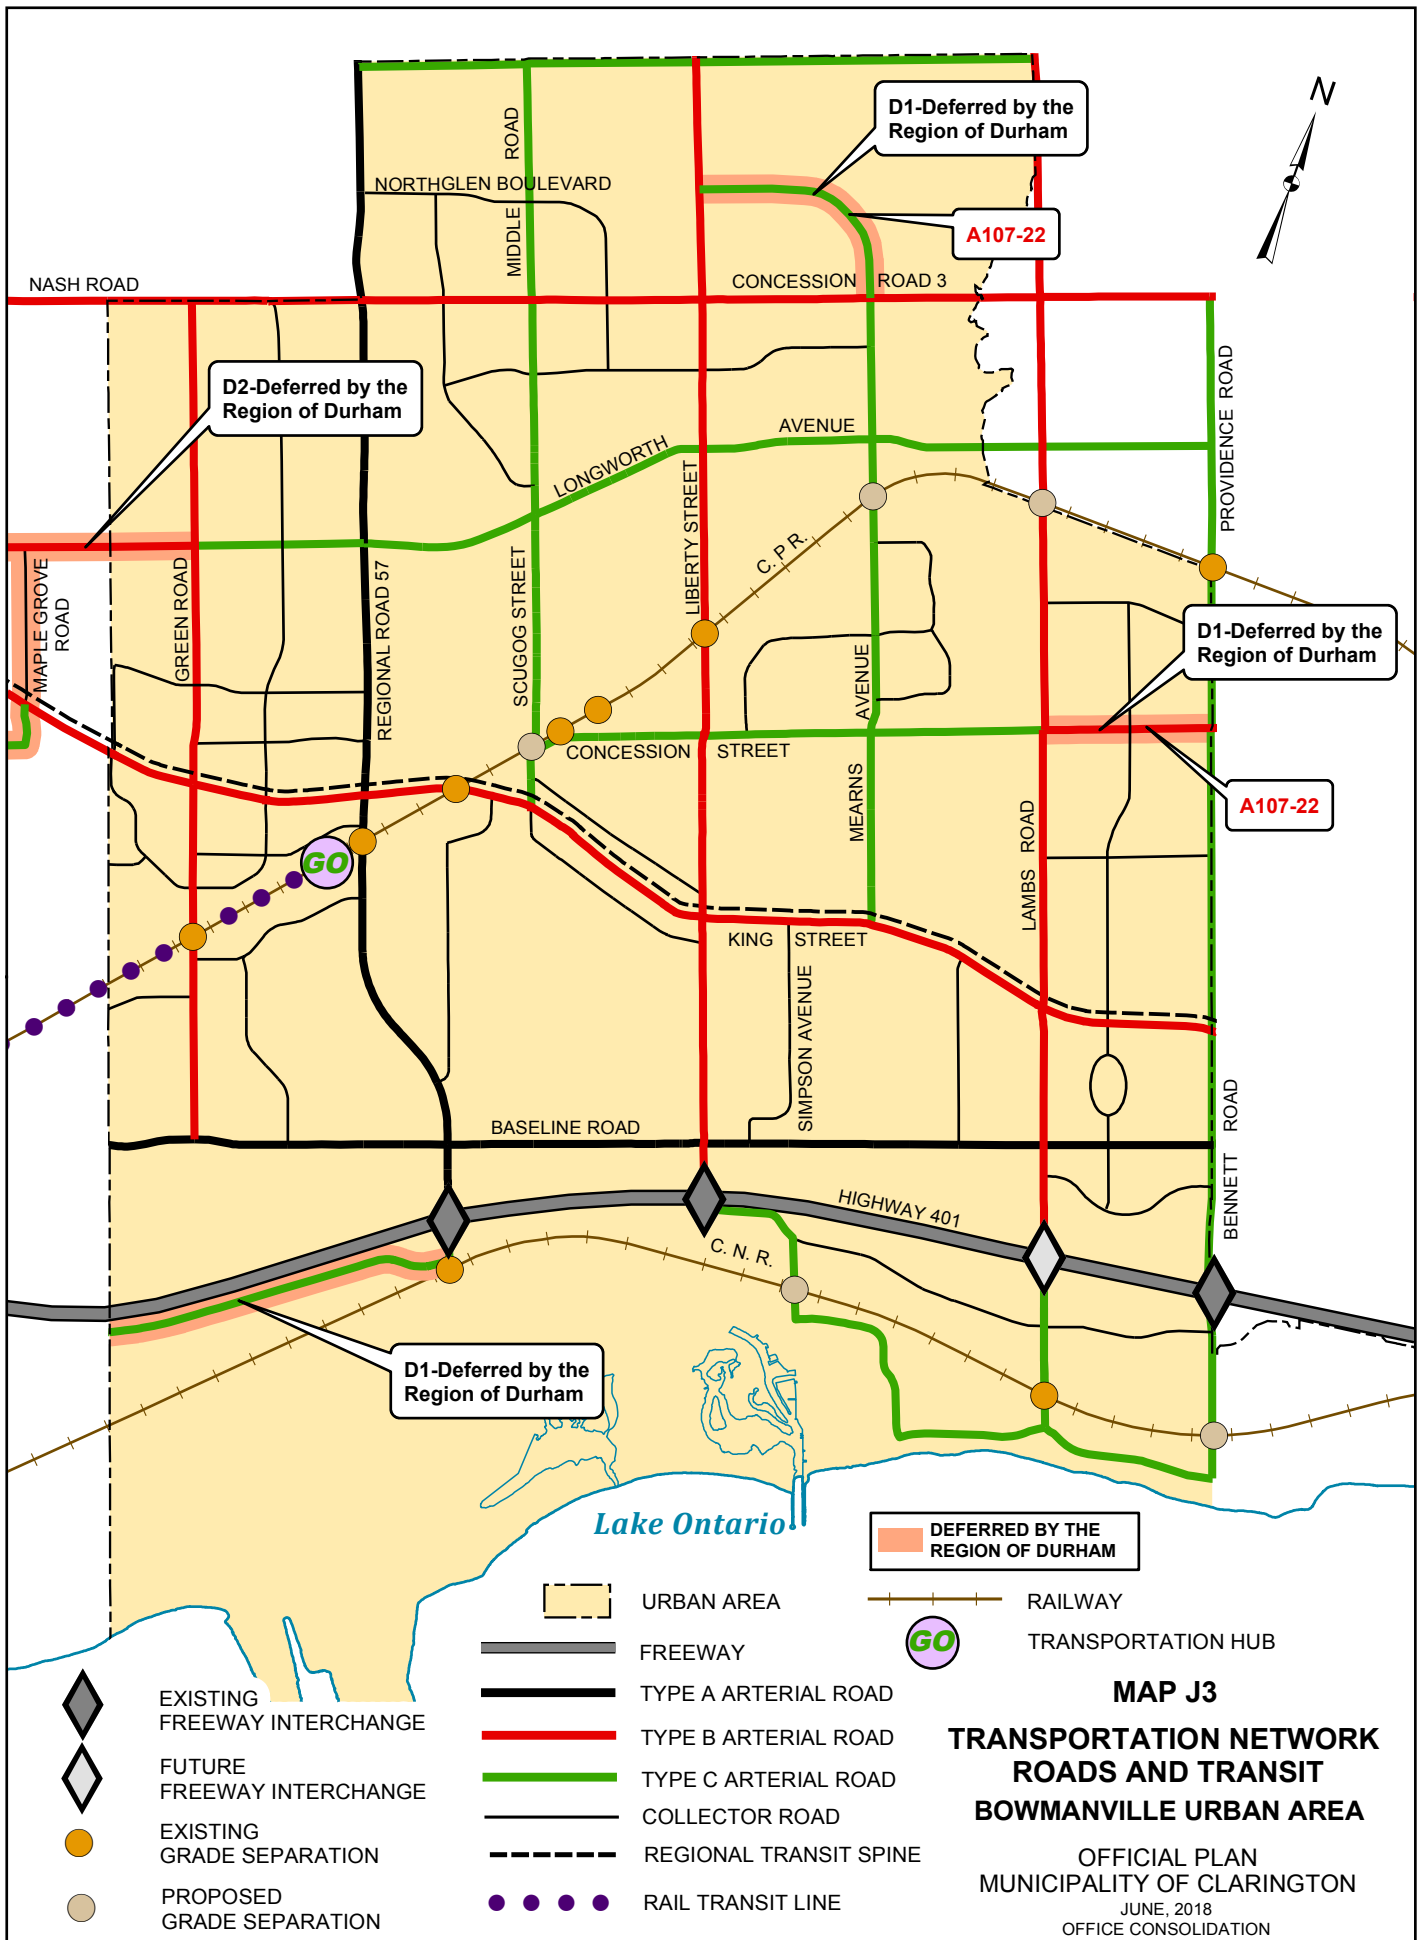 N
D1-Deferred by the
Region of Durham
A107-22
MIDDLE ROAD
NORTHGLEN BOULEVARD
NASH ROAD
CONCESSION ROAD 3
D2-Deferred by the
Region of Durham
PROVIDENCE ROAD
LONGWORTH AVENUE
LIBERTY STREET
C. P R.
MAPLE GROVE
ROAD
GREEN ROAD
REGIONAL ROAD 57
SCUGOG STREET
D1-Deferred by the
Region of Durham
CONCESSION STREET
MEARNS AVENUE
A107-22
LAMBS ROAD
GO
KING STREET
SIMPSON AVENUE
BASELINE ROAD
BENNETT ROAD
HIGHWAY 401
C. N. R.
D1-Deferred by the
Region of Durham
Lake Ontario
DEFERRED BY THE
REGION OF DURHAM
URBAN AREA
RAILWAY
FREEWAY
GO
TRANSPORTATION HUB
EXISTING
FREEWAY INTERCHANGE
TYPE A ARTERIAL ROAD
TYPE B ARTERIAL ROAD
FUTURE
FREEWAY INTERCHANGE
TYPE C ARTERIAL ROAD
COLLECTOR ROAD
EXISTING
GRADE SEPARATION
REGIONAL TRANSIT SPINE
PROPOSED
GRADE SEPARATION
RAIL TRANSIT LINE
MAP J3
TRANSPORTATION NETWORK
ROADS AND TRANSIT
BOWMANVILLE URBAN AREA
OFFICIAL PLAN
MUNICIPALITY OF CLARINGTON
JUNE, 2018
OFFICE CONSOLIDATION